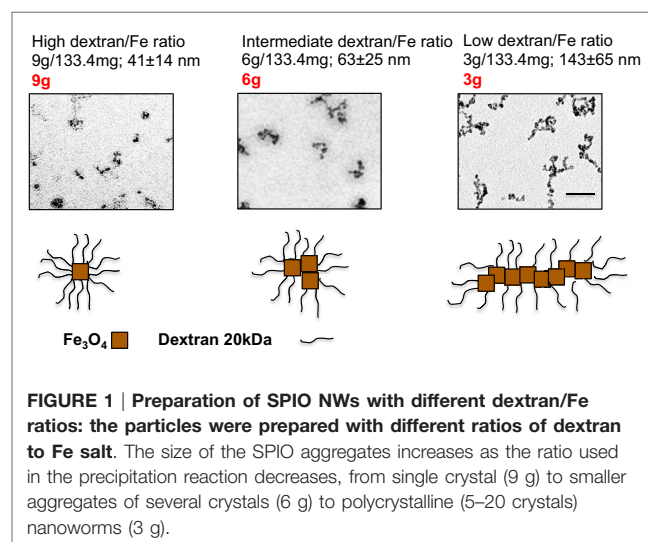 High dextran/Fe ratio
9g/133.4mg; 41±14 nm
9g
Intermediate dextran/Fe ratio
6g/133.4mg; 63±25 nm
6g
Low dextran/Fe ratio
3g/133.4mg; 143±65 nm
3g
Fe₃O₄ Dextran 20kDa
FIGURE 1 | Preparation of SPIO NWs with different dextran/Fe
ratios: the particles were prepared with different ratios of dextran
to Fe salt. The size of the SPIO aggregates increases as the ratio used
in the precipitation reaction decreases, from single crystal (9 g) to smaller
aggregates of several crystals (6 g) to polycrystalline (5–20 crystals)
nanoworms (3 g).